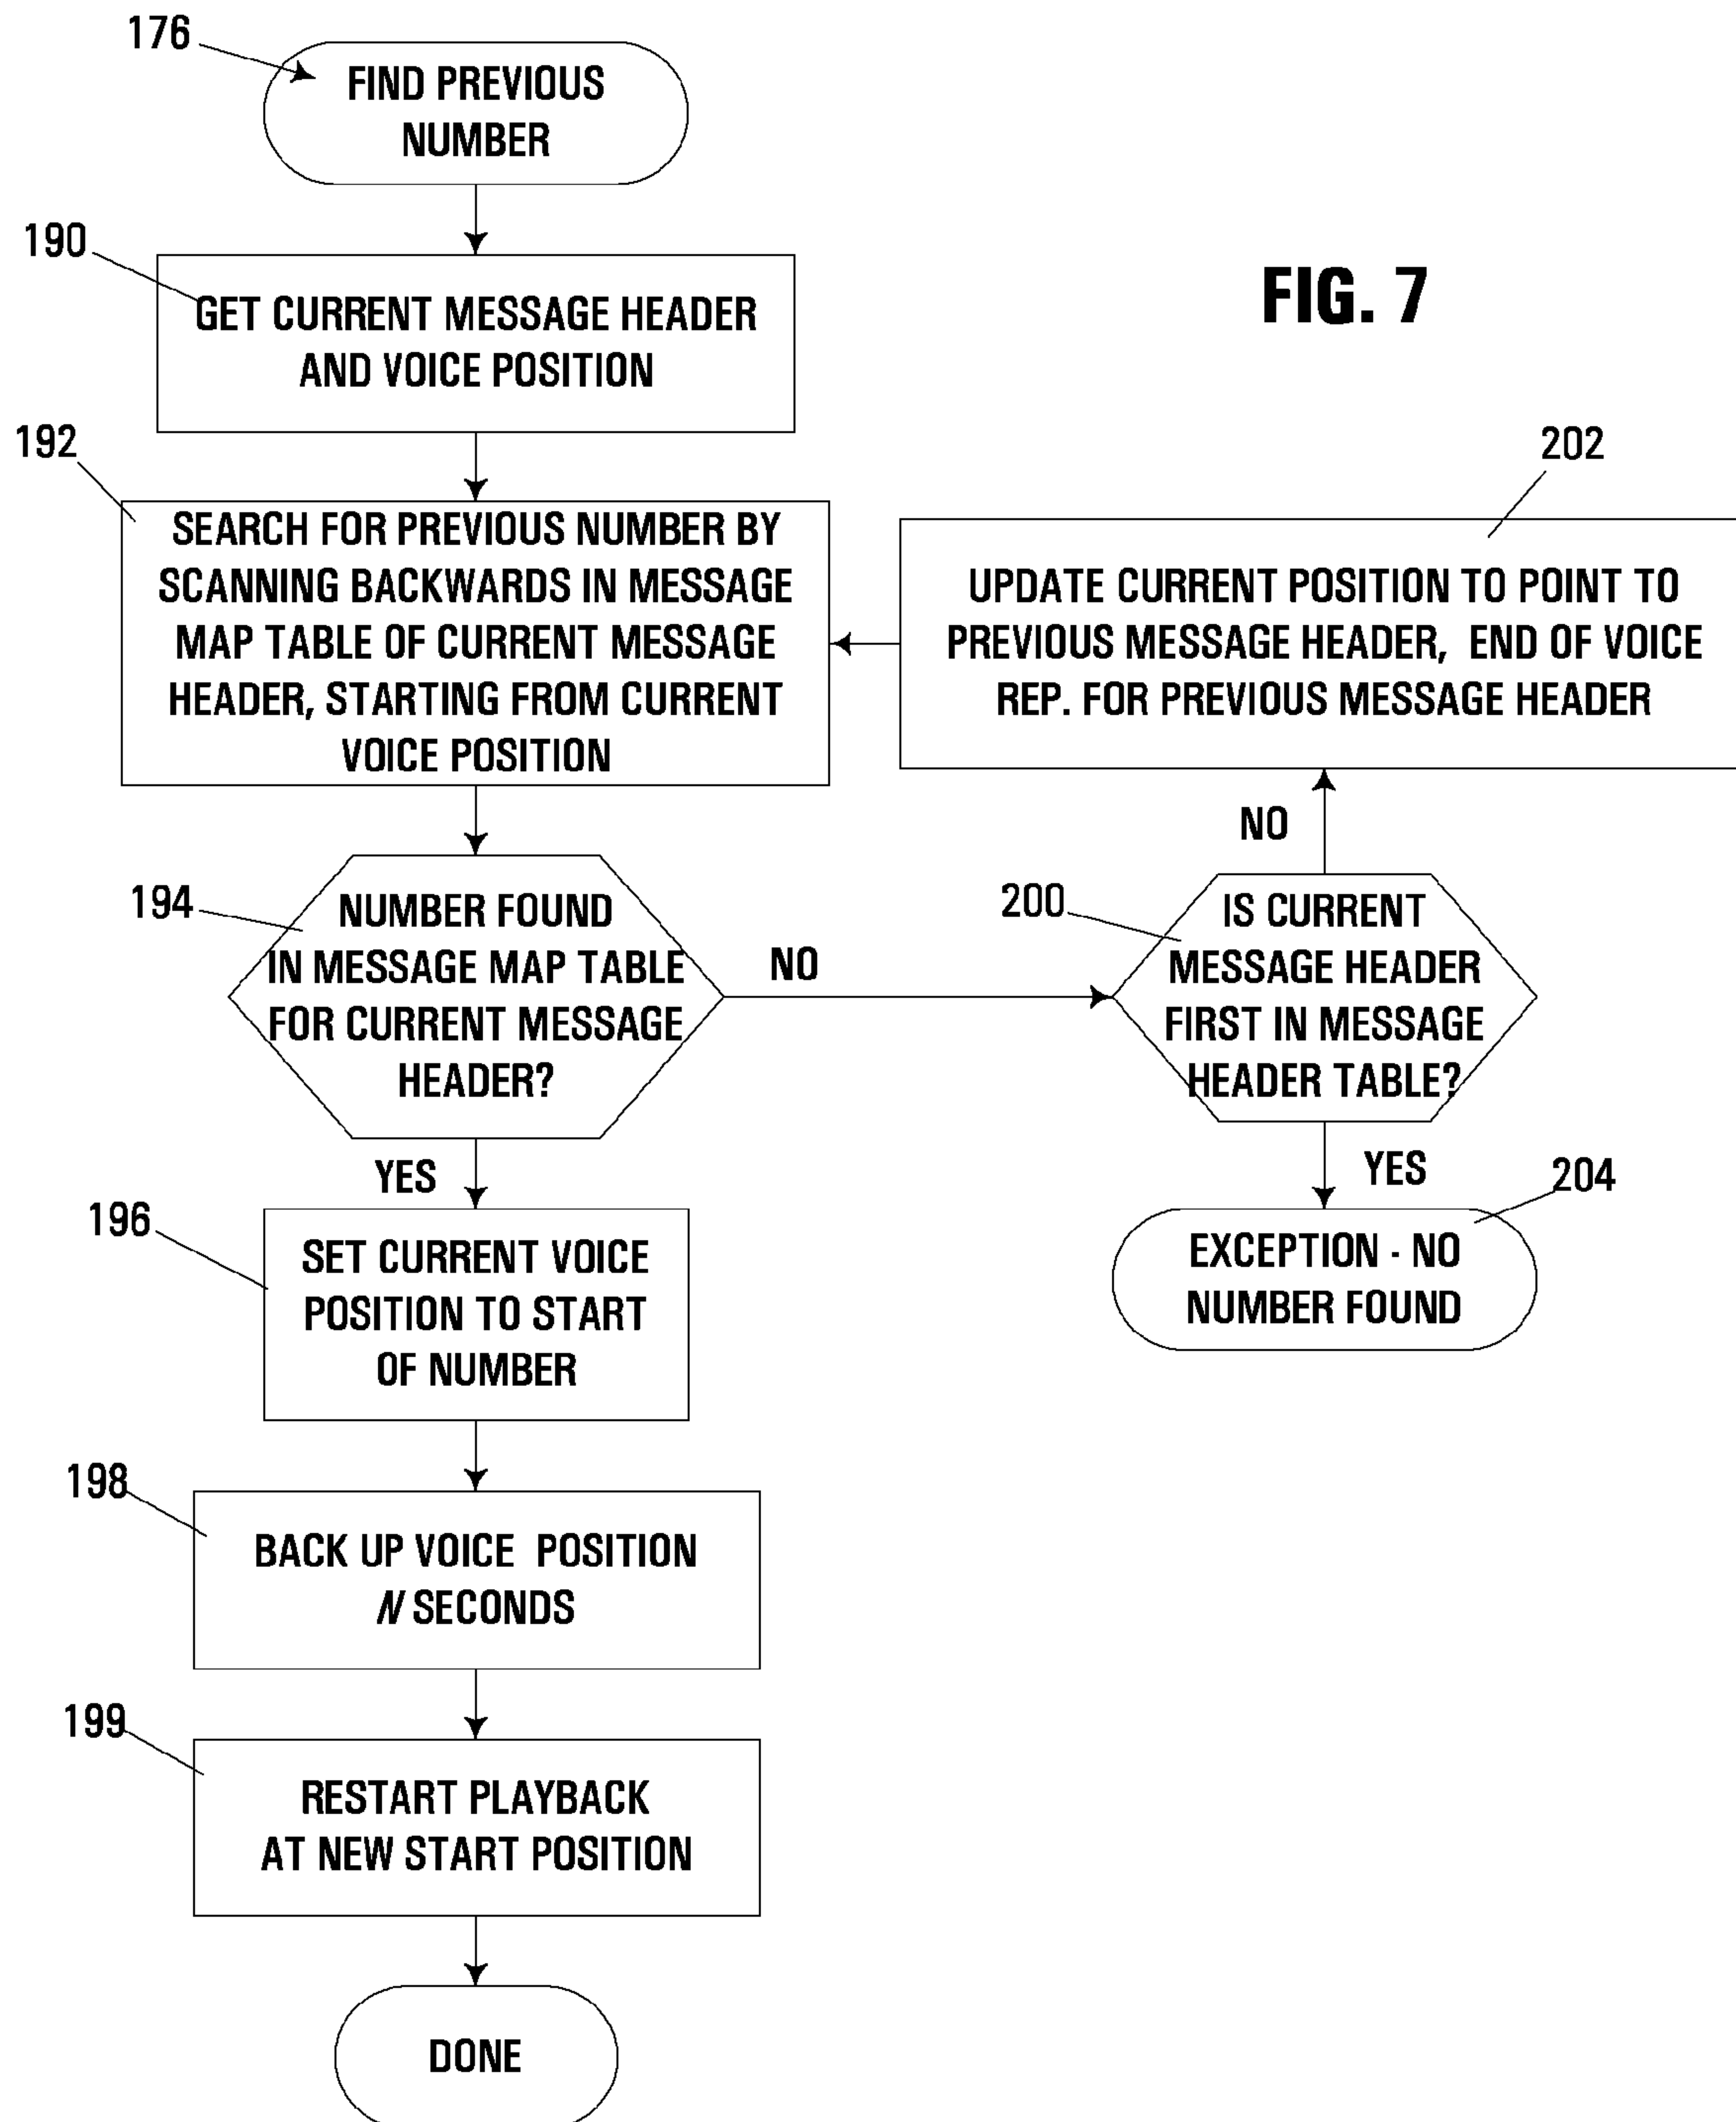 176
FIND PREVIOUS
NUMBER
190
GET CURRENT MESSAGE HEADER
AND VOICE POSITION
FIG. 7
192
SEARCH FOR PREVIOUS NUMBER BY
SCANNING BACKWARDS IN MESSAGE
MAP TABLE OF CURRENT MESSAGE
HEADER, STARTING FROM CURRENT
VOICE POSITION
202
UPDATE CURRENT POSITION TO POINT TO
PREVIOUS MESSAGE HEADER, END OF VOICE
REP. FOR PREVIOUS MESSAGE HEADER
NO
194
NUMBER FOUND
IN MESSAGE MAP TABLE
FOR CURRENT MESSAGE
HEADER?
NO
200
IS CURRENT
MESSAGE HEADER
FIRST IN MESSAGE
HEADER TABLE?
YES
YES
204
EXCEPTION - NO
NUMBER FOUND
196
SET CURRENT VOICE
POSITION TO START
OF NUMBER
198
BACK UP VOICE POSITION
N SECONDS
199
RESTART PLAYBACK
AT NEW START POSITION
DONE